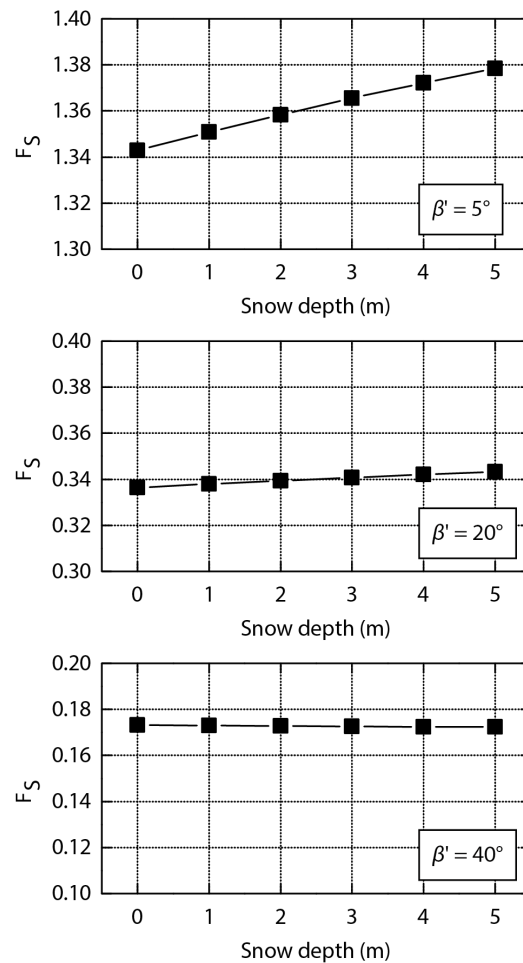 1.40
1.38
1.36
1.34
1.32
1.30
F_S
β' = 5°
0 1 2 3 4 5
Snow depth (m)
0.40
0.38
0.36
0.34
0.32
0.30
F_S
β' = 20°
0 1 2 3 4 5
Snow depth (m)
0.20
0.18
0.16
0.14
0.12
0.10
F_S
β' = 40°
0 1 2 3 4 5
Snow depth (m)